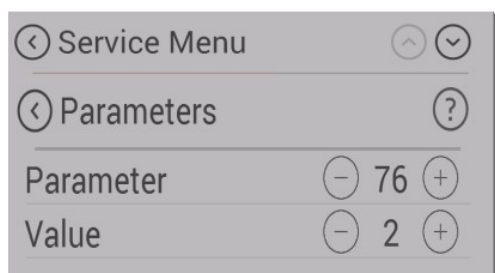 Service Menu
Parameters ?
Parameter - 76 +
Value - 2 +